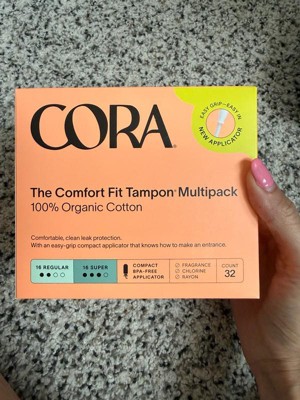 EASY GRIP–EASY IN
NEW APPLICATOR
CORA®
The Comfort Fit Tampon® Multipack
100% Organic Cotton
Comfortable, clean leak protection.
With an easy-grip compact applicator that knows how to make an entrance.
16 REGULAR
16 SUPER
COMPACT
BPA-FREE
APPLICATOR
FRAGRANCE
CHLORINE
RAYON
COUNT
32